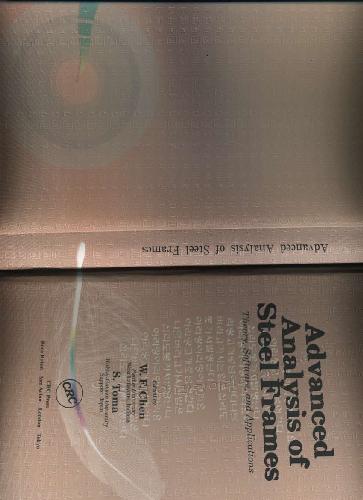 Advanced Analysis of Steel Frames
Advanced
Analysis of
Steel Frames
Theory, Software, and Applications
Editors
W. F. Chen
Purdue University
West Lafayette, Indiana
S. Toma
Hokkai-Gakuen University
Sapporo, Japan
CRC
CRC Press
Boca Raton Ann Arbor London Tokyo